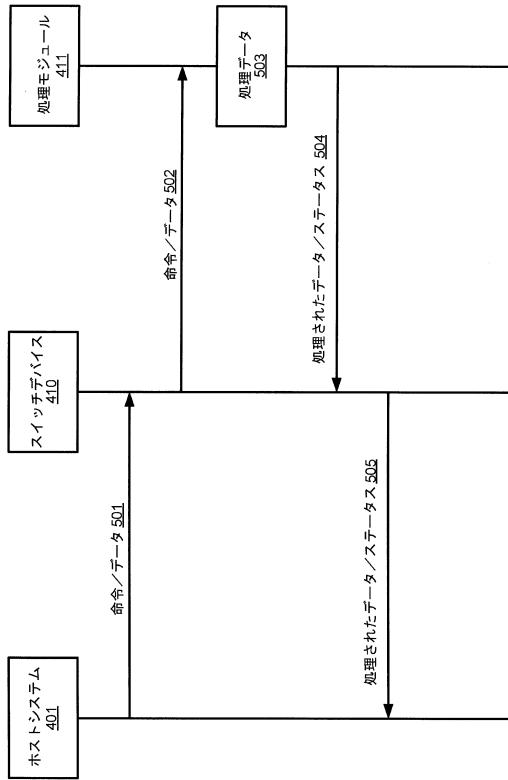 ホストシステム
401
スイッチデバイス
410
処理モジュール
411
命令／データ 501
命令／データ 502
処理データ
503
処理されたデータ／ステータス 504
処理されたデータ／ステータス 505